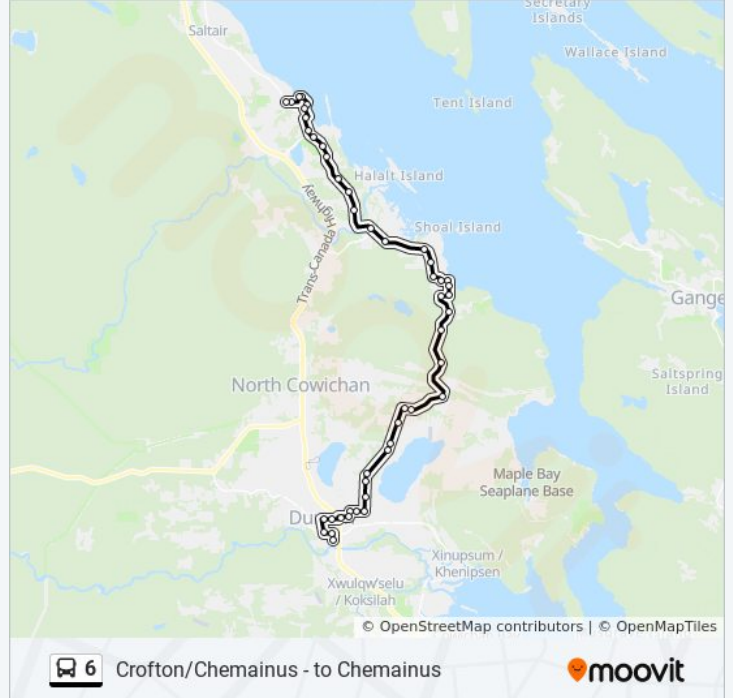 Secretary
Islands
Saltair
Wallace Island
Tent Island
Halalt Island
Trans-Canada Highway
Shoal Island
Gange
North Cowichan
Saltspring
Island
Maple Bay
Seaplane Base
Du
Xinupsum /
Khenipsen
Xwulqw'selu
/ Koksilah
© OpenStreetMap contributors | © OpenMapTiles
6 Crofton/Chemainus - to Chemainus
moovit